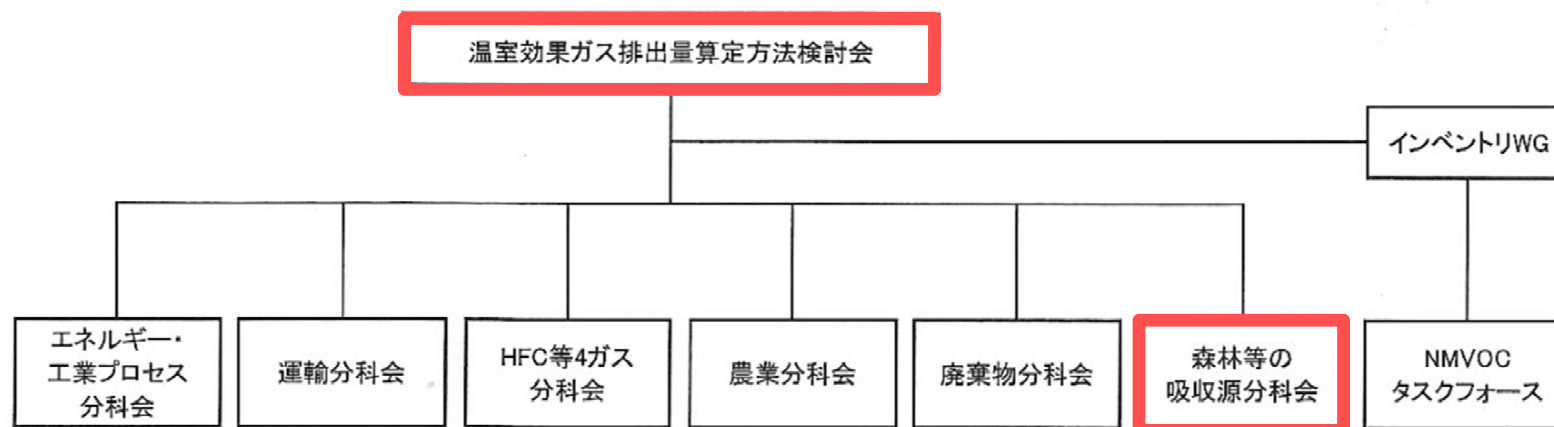 温室効果ガス排出量算定方法検討会
インベントリWG
エネルギー・
工業プロセス
分科会
運輸分科会
HFC等4ガス
分科会
農業分科会
廃棄物分科会
森林等の
吸収源分科会
NMVOC
タスクフォース